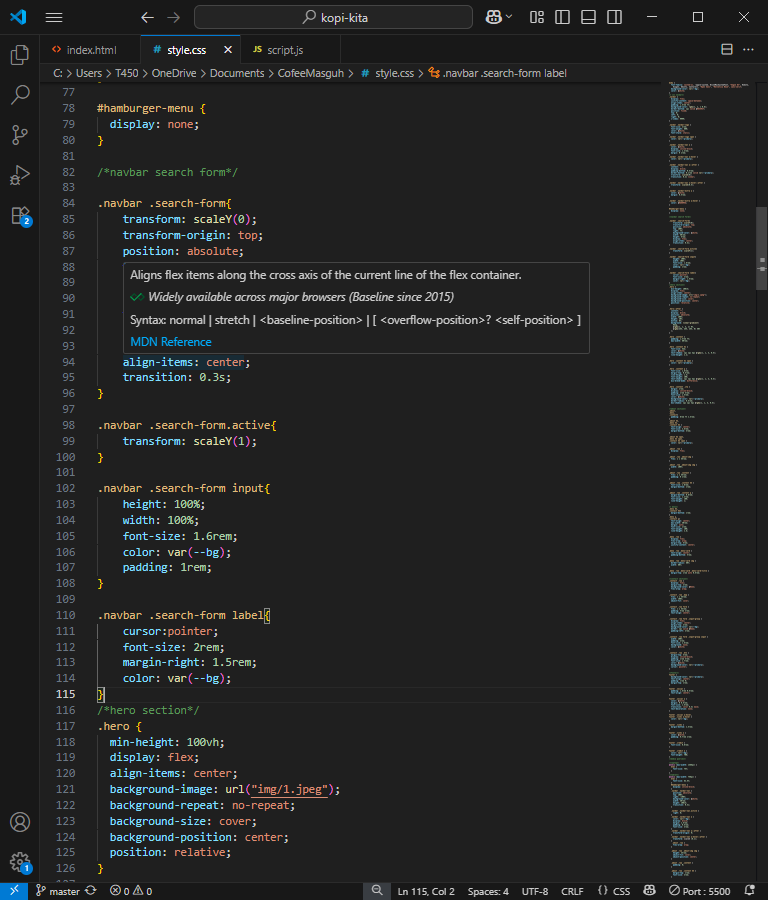 kopi-kita
index.html
# style.css
JS script.js
C: > Users > T450 > OneDrive > Documents > CofeeMasguh > # style.css > .navbar .search-form label
77
78 #hamburger-menu {
79 display: none;
80 }
81
82 /*navbar search form*/
83
84 .navbar .search-form{
85 transform: scaleY(0);
86 transform-origin: top;
87 position: absolute;
88
89
90
91
92
93
Aligns flex items along the cross axis of the current line of the flex container.
Widely available across major browsers (Baseline since 2015)
Syntax: normal | stretch | <baseline-position> | [ <overflow-position>? <self-position> ]
MDN Reference
94 align-items: center;
95 transition: 0.3s;
96 }
97
98 .navbar .search-form.active{
99 transform: scaleY(1);
100 }
101
102 .navbar .search-form input{
103 height: 100%;
104 width: 100%;
105 font-size: 1.6rem;
106 color: var(--bg);
107 padding: 1rem;
108 }
109
110 .navbar .search-form label{
111 cursor:pointer;
112 font-size: 2rem;
113 margin-right: 1.5rem;
114 color: var(--bg);
115 }
116 /*hero section*/
117 .hero {
118 min-height: 100vh;
119 display: flex;
120 align-items: center;
121 background-image: url("img/1.jpeg");
122 background-repeat: no-repeat;
123 background-size: cover;
124 background-position: center;
125 position: relative;
126 }
2
1
master
0
0
Ln 115, Col 2
Spaces: 4
UTF-8
CRLF
{} CSS
Port : 5500